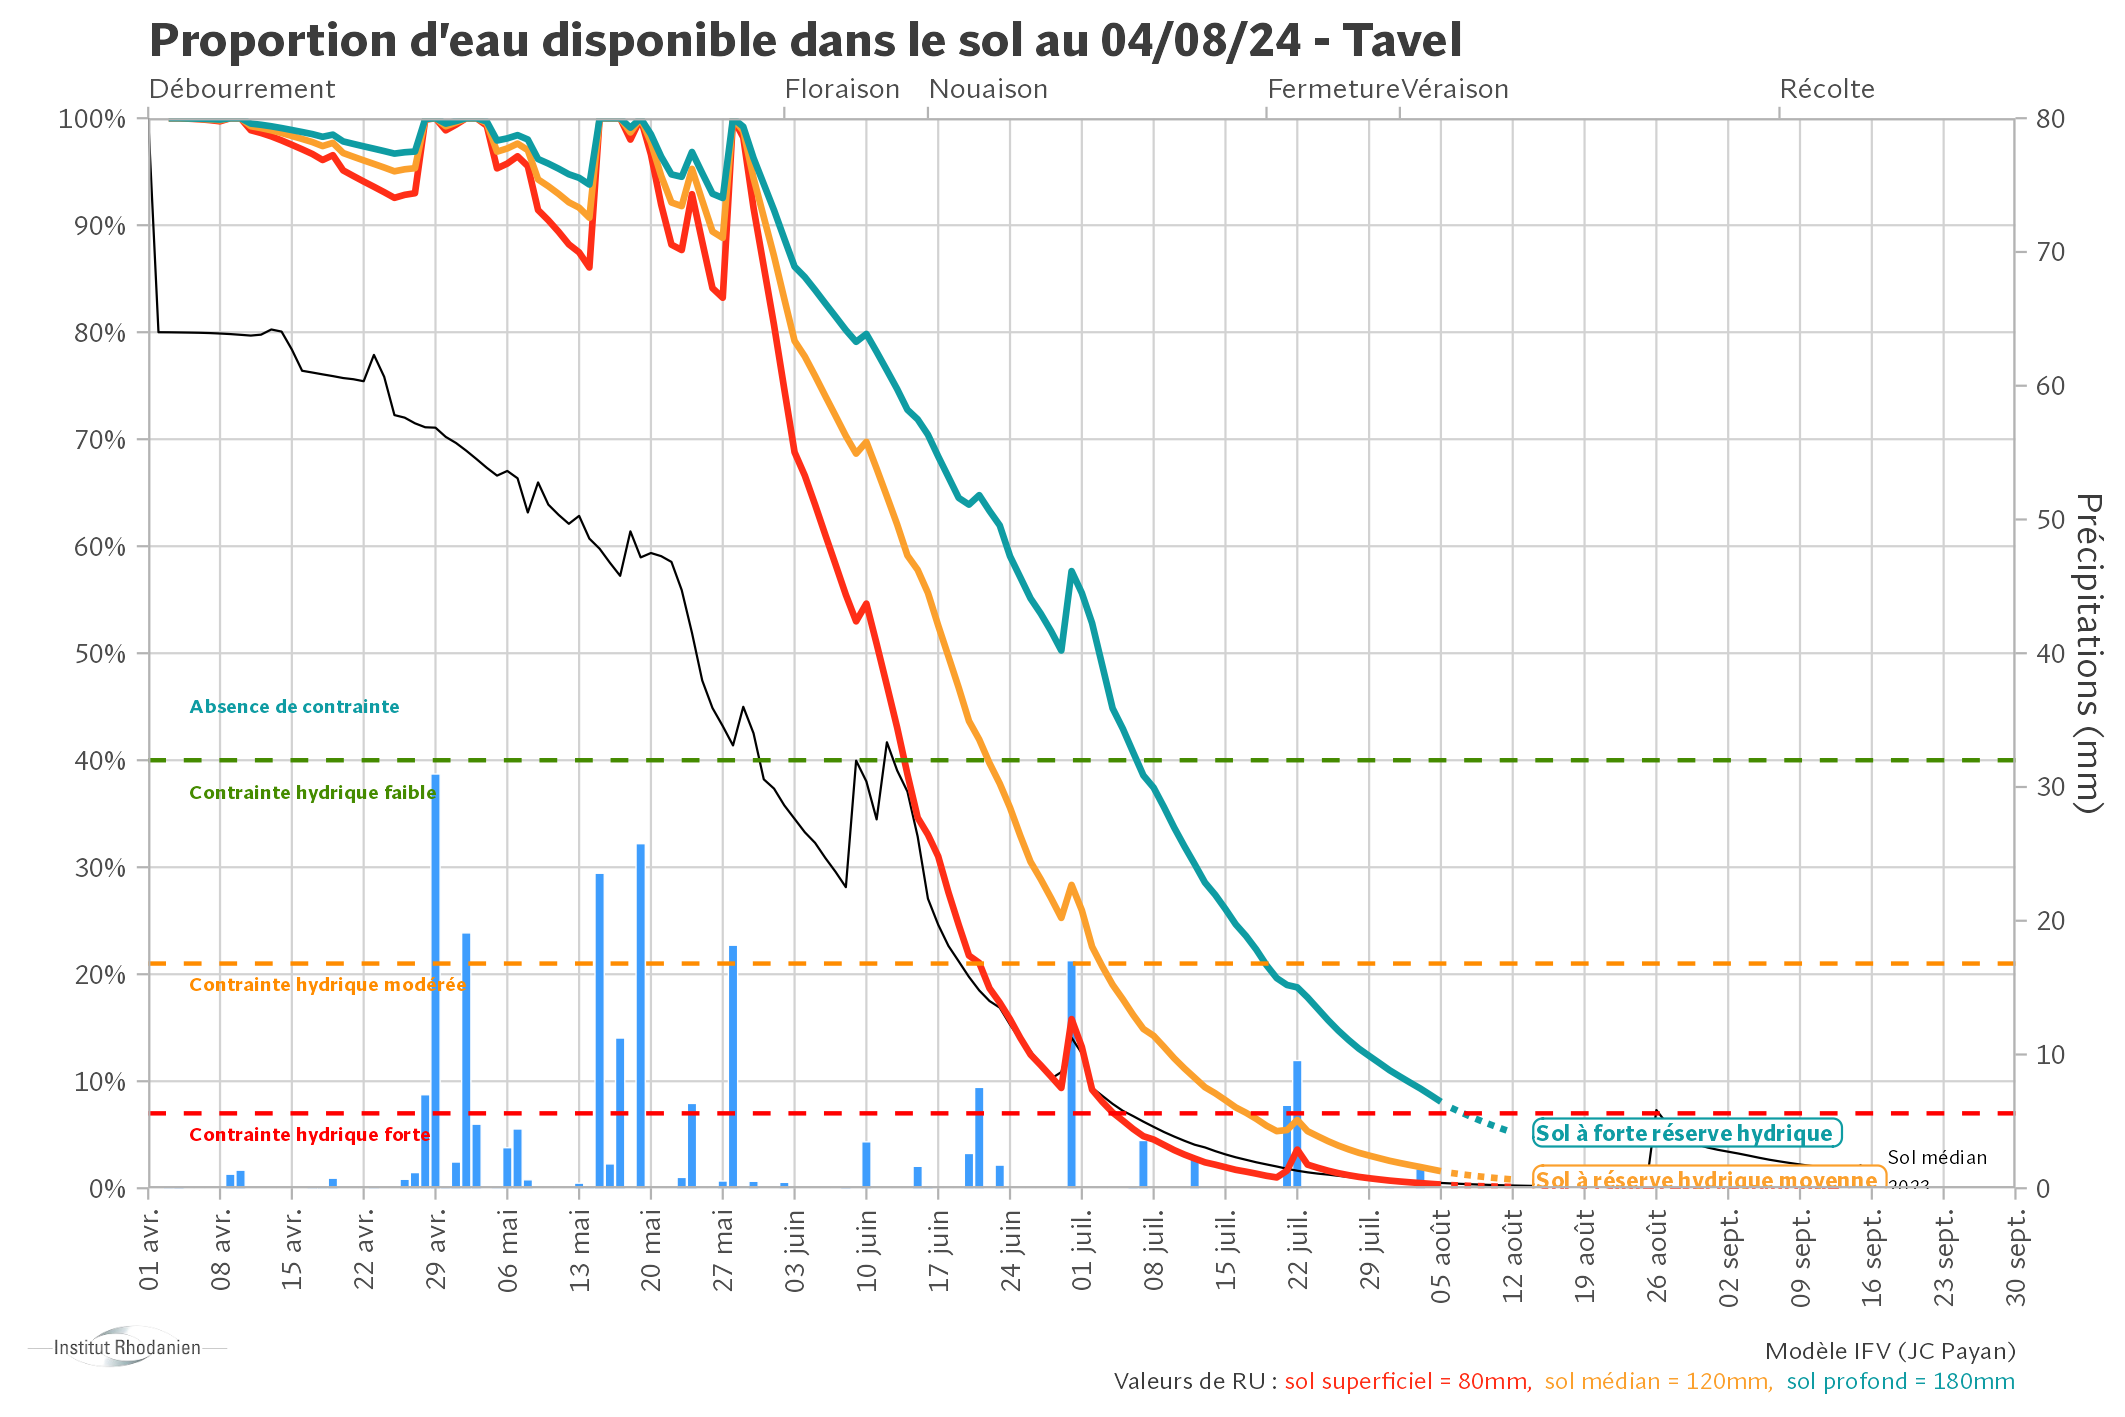 Proportion d'eau disponible dans le sol au 04/08/24 - Tavel
Débourrement Floraison Nouaison Fermeture Véraison Récolte
100% 80
90%
70
80%
60
70%
60% 50
50% 40
Absence de contrainte
40%
Contrainte hydrique faible 30
30%
20
20%
Contrainte hydrique modérée
10% 10
Contrainte hydrique forte
Sol à forte réserve hydrique
Sol médian
Sol à réserve hydrique moyenne
2023
0% 0
Précipitations (mm)
01 avr. 08 avr. 15 avr. 22 avr. 29 avr. 06 mai 13 mai 20 mai 27 mai 03 juin 10 juin 17 juin 24 juin 01 juil. 08 juil. 15 juil. 22 juil. 29 juil. 05 août 12 août 19 août 26 août 02 sept. 09 sept. 16 sept. 23 sept. 30 sept.
Institut Rhodanien
Modèle IFV (JC Payan)
Valeurs de RU : sol superficiel = 80mm, sol médian = 120mm, sol profond = 180mm